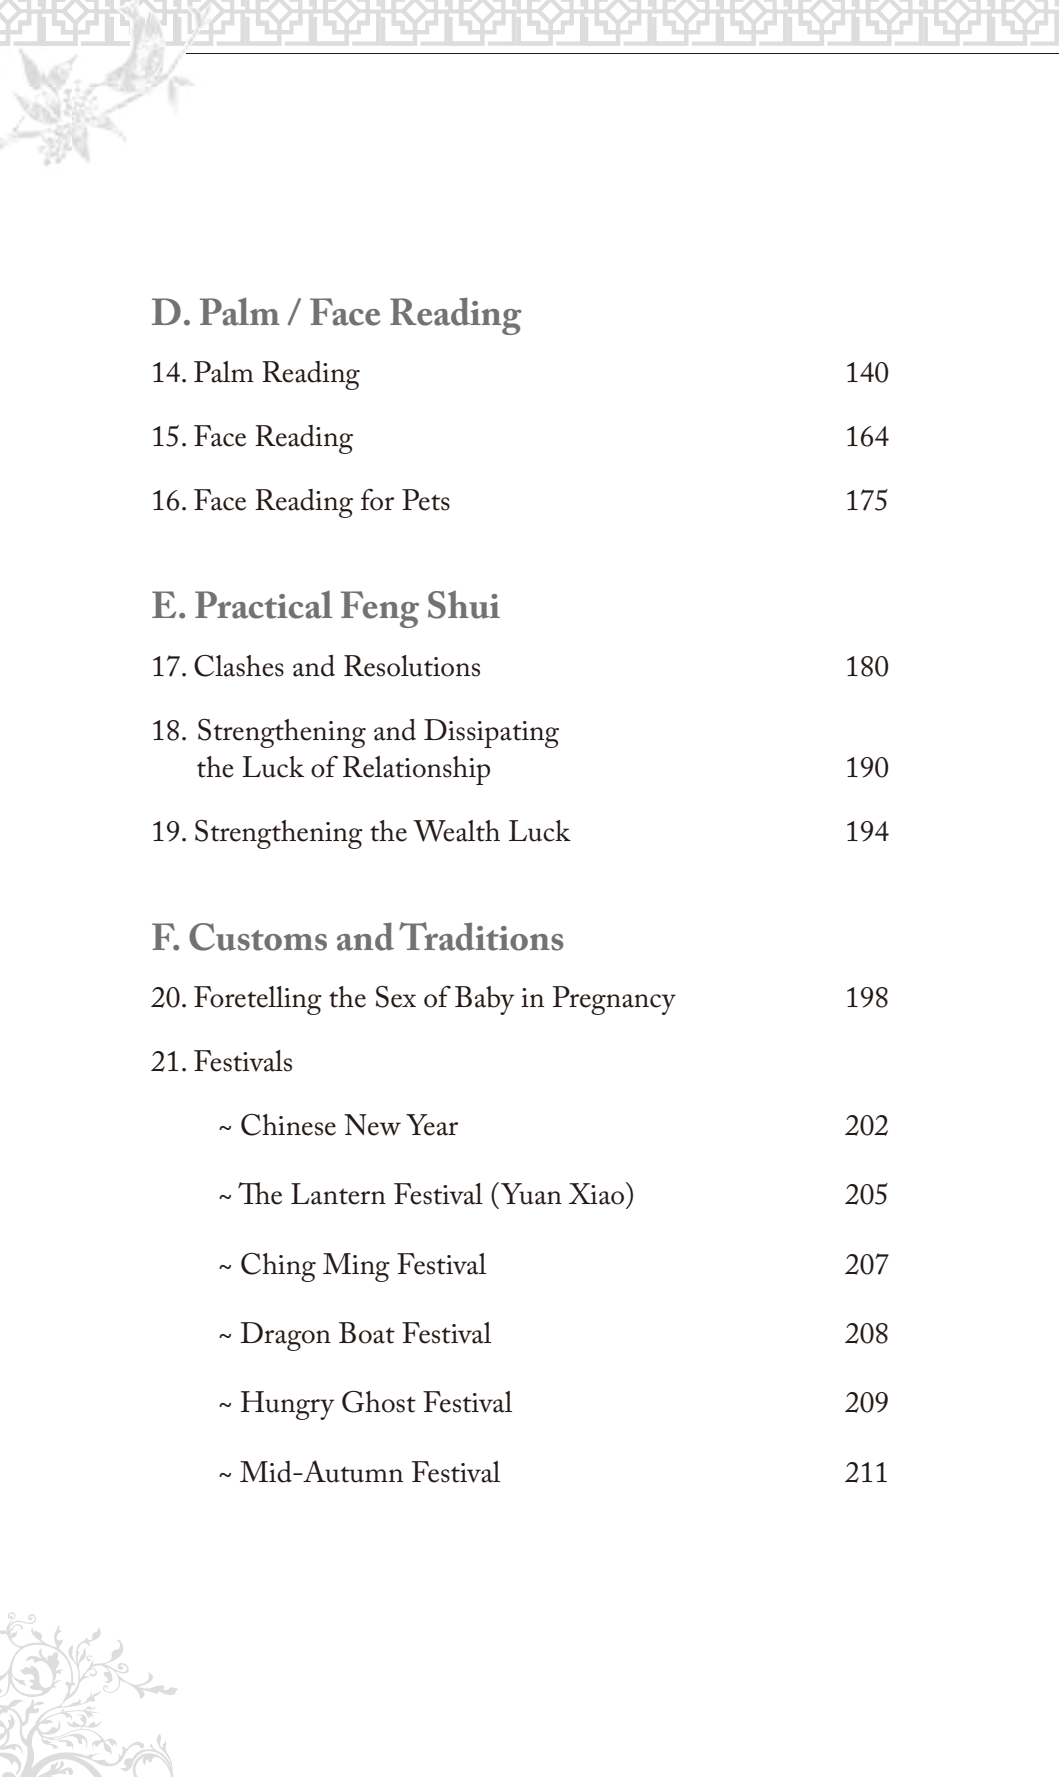 D. Palm / Face Reading
14. Palm Reading 140
15. Face Reading 164
16. Face Reading for Pets 175
E. Practical Feng Shui
17. Clashes and Resolutions 180
18. Strengthening and Dissipating
the Luck of Relationship 190
19. Strengthening the Wealth Luck 194
F. Customs and Traditions
20. Foretelling the Sex of Baby in Pregnancy 198
21. Festivals
~ Chinese New Year 202
~ The Lantern Festival (Yuan Xiao) 205
~ Ching Ming Festival 207
~ Dragon Boat Festival 208
~ Hungry Ghost Festival 209
~ Mid-Autumn Festival 211